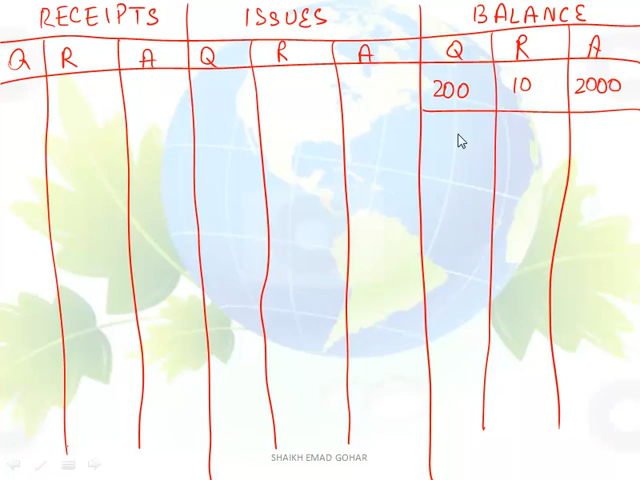 RECEIPTS ISSUES BALANCE
Q R A Q R A Q R A
200 10 2000
SHAIKH EMAD GOHAR